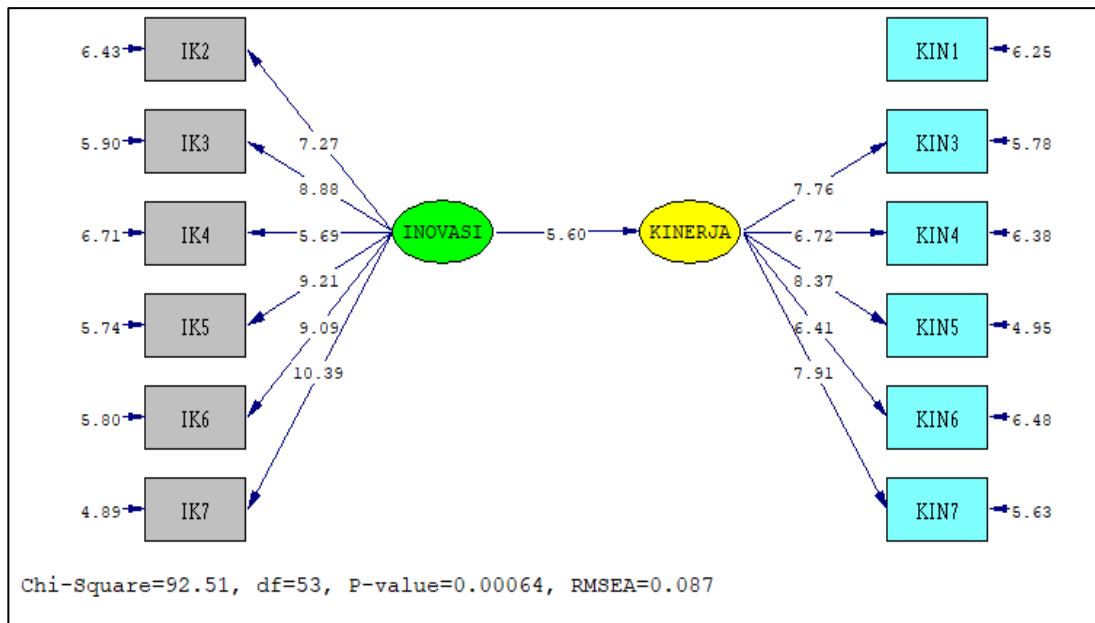 6.43 IK2 KIN1 6.25
5.90 IK3 7.27 KIN3 5.78
8.88 7.76
6.71 IK4 5.69 INOVASI 5.60 KINERJA 6.72 KIN4 6.38
9.21 8.37
5.74 IK5 9.09 6.41 KIN5 4.95
10.39 7.91
5.80 IK6 KIN6 6.48
4.89 IK7 KIN7 5.63
Chi-Square=92.51, df=53, P-value=0.00064, RMSEA=0.087